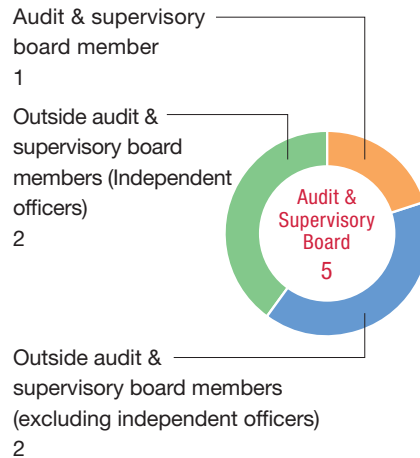 Audit & supervisory
board member
1
Outside audit &
supervisory board
members (Independent
officers)
2
Audit &
Supervisory
Board
5
Outside audit &
supervisory board members
(excluding independent officers)
2